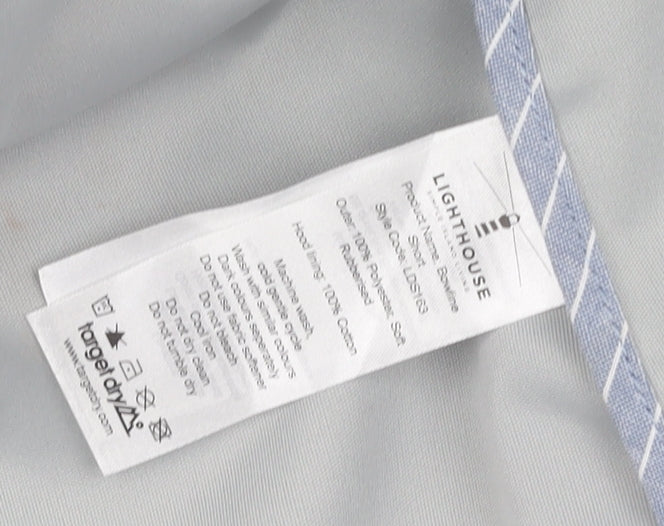 LIGHTHOUSE
Product Name. Bowline
Short
Style Code. LDS163
Outer: 100% Polyester, Soft
Rubberised
Hood lining: 100% Cotton
Machine wash,
cold gentle cycle
Wash with similar colours
Dark colours separately
Do not use fabric softener
Do not bleach
Cool iron
Do not dry clean
Do not tumble dry
targetdry
www.targetdry.com